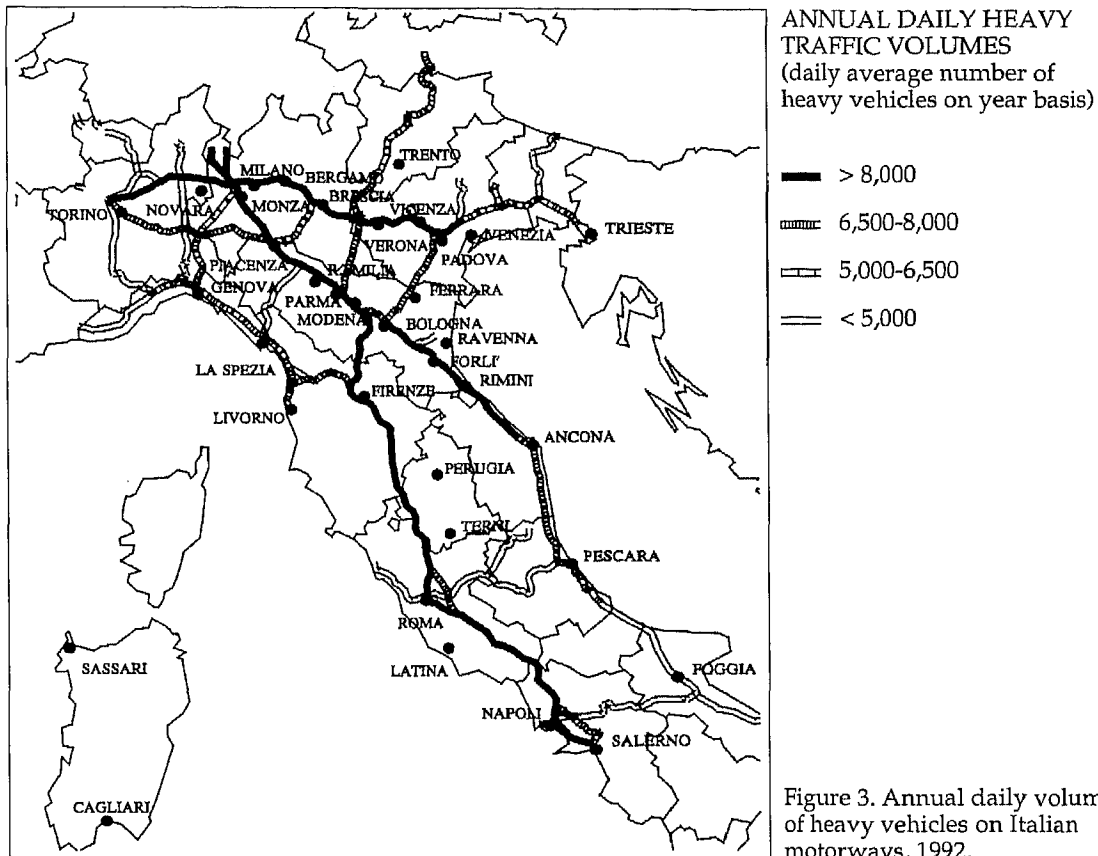 ANNUAL DAILY HEAVY
TRAFFIC VOLUMES
(daily average number of
heavy vehicles on year basis)
> 8,000
6,500-8,000
5,000-6,500
< 5,000
TRENTO
MILANO
BERGAMO
BRESCIA
TORINO
NOVARA
MONZA
VICENZA
VENEZIA
TRIESTE
VERONA
PADOVA
PIACENZA
R.EMILIA
GENOVA
FERRARA
PARMA
MODENA
BOLOGNA
RAVENNA
FORLI'
LA SPEZIA
RIMINI
FIRENZE
LIVORNO
ANCONA
PERUGIA
TERNI
PESCARA
ROMA
SASSARI
LATINA
FOGGIA
NAPOLI
SALERNO
CAGLIARI
Figure 3. Annual daily volum
of heavy vehicles on Italian
motorways, 1992.